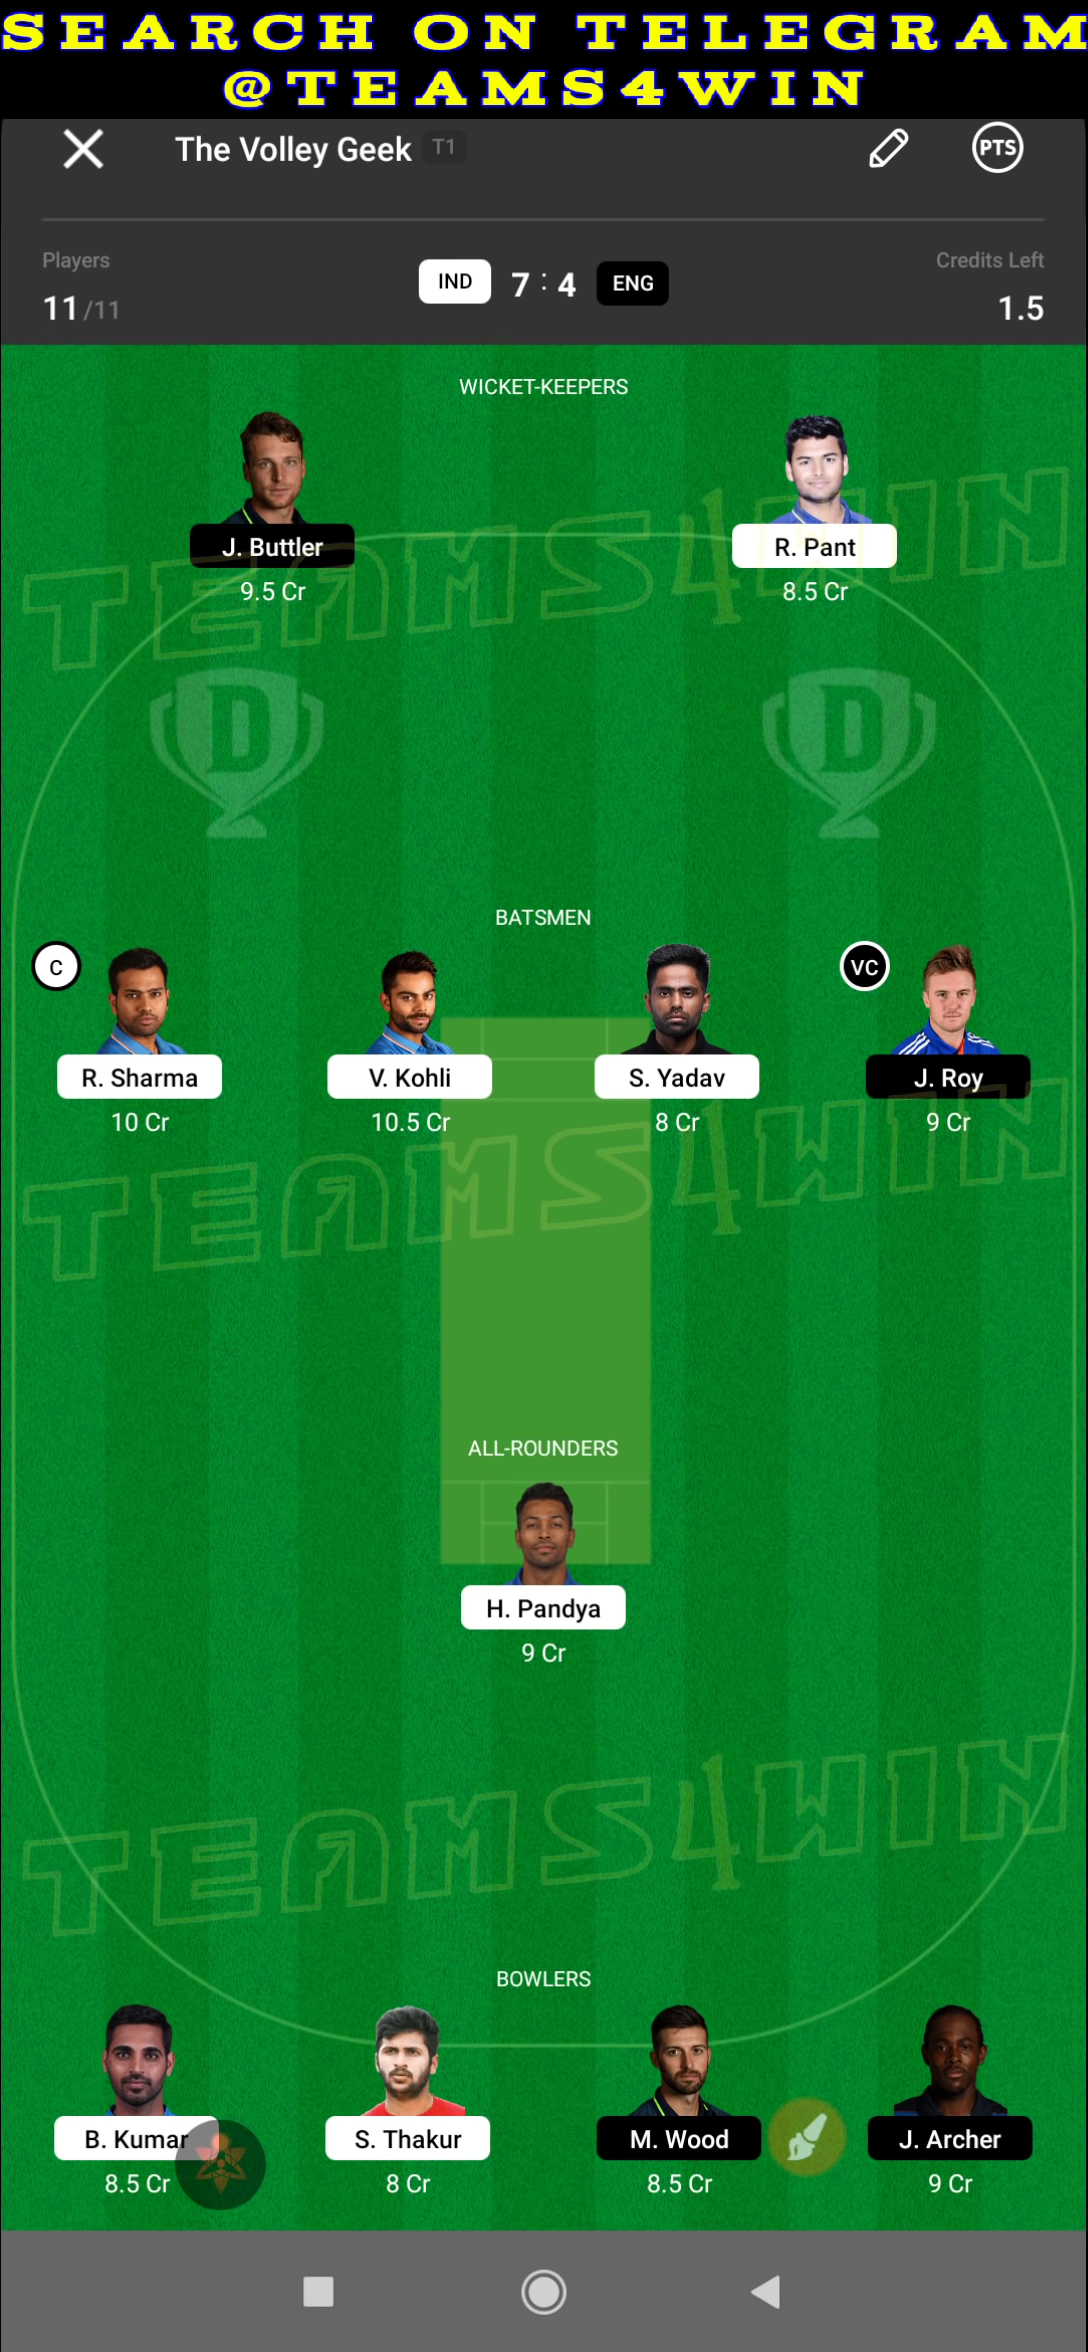 SEARCH ON TELEGRAM
@TEAMS4WIN
The Volley Geek T1
PTS
Players
Credits Left
IND 7 : 4 ENG
11/11
1.5
WICKET-KEEPERS
J. Buttler
R. Pant
9.5 Cr
8.5 Cr
TEAMS4WIN
D
D
BATSMEN
C
VC
R. Sharma
V. Kohli
S. Yadav
J. Roy
10 Cr
10.5 Cr
8 Cr
9 Cr
TEAMS4WIN
ALL-ROUNDERS
H. Pandya
9 Cr
TEAMS4WIN
BOWLERS
B. Kumar
S. Thakur
M. Wood
J. Archer
8.5 Cr
8 Cr
8.5 Cr
9 Cr